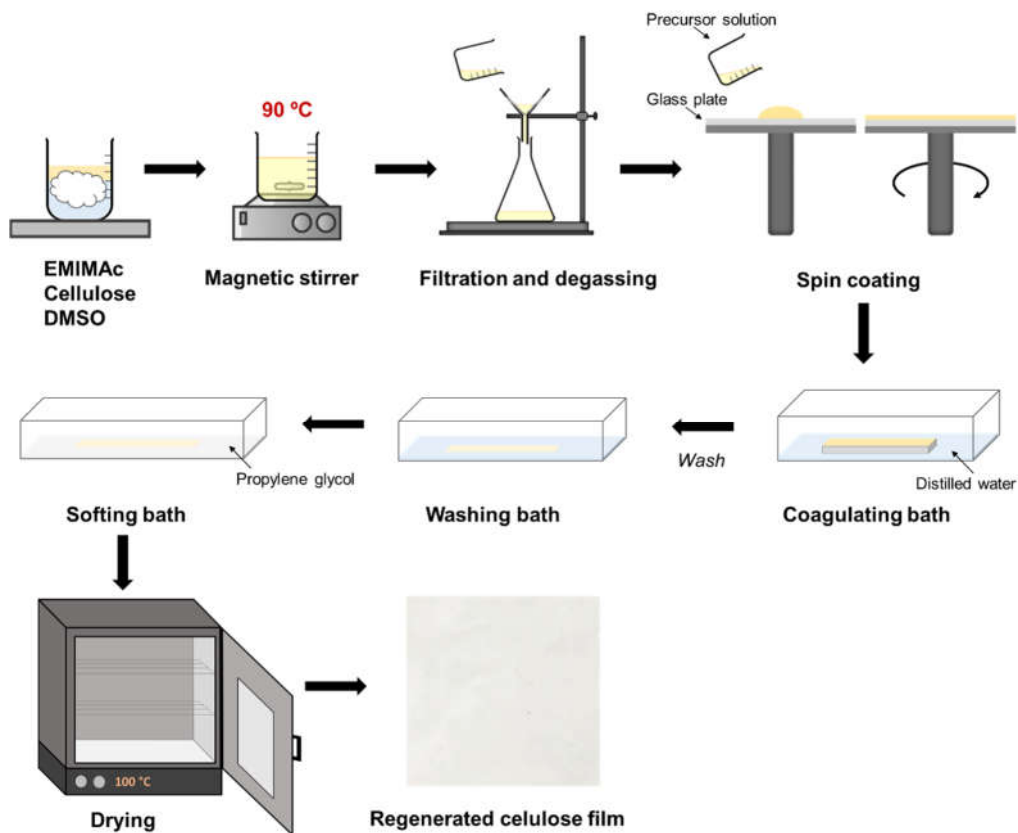 90 ºC
EMIMAc
Cellulose
DMSO
Magnetic stirrer
Filtration and degassing
Precursor solution
Glass plate
Spin coating
Distilled water
Coagulating bath
Wash
Washing bath
Propylene glycol
Softing bath
100 °C
Drying
Regenerated celulose film